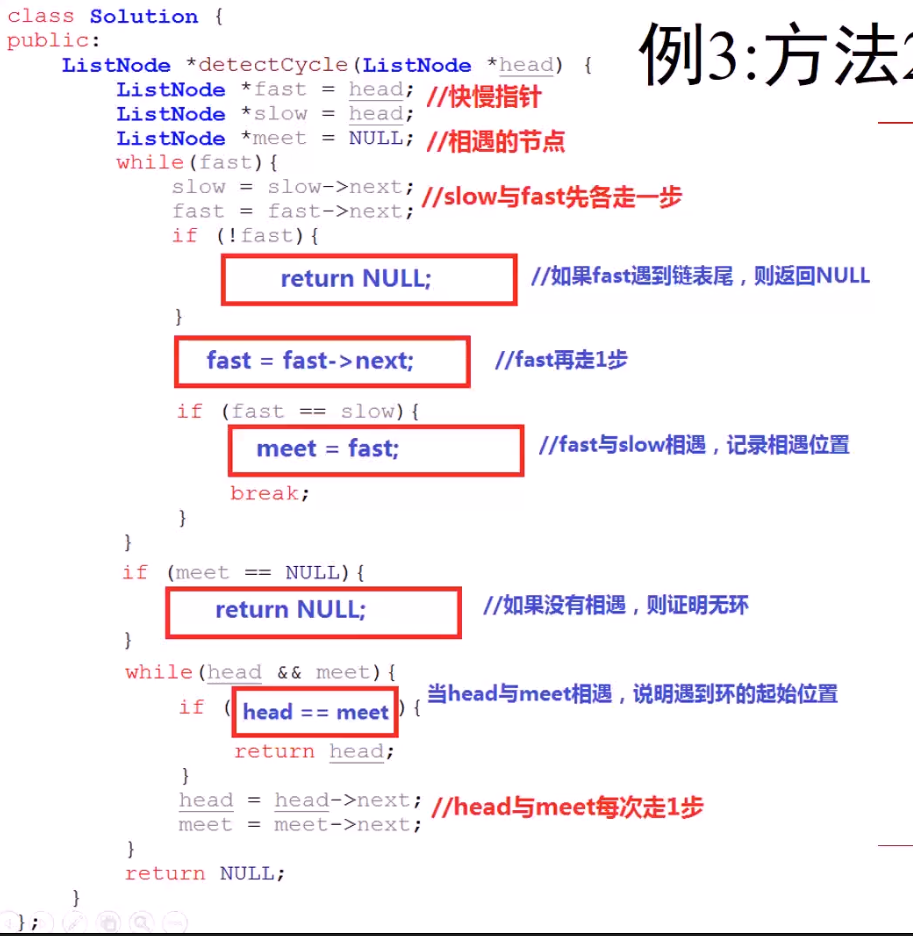 class Solution {
public:
ListNode *detectCycle(ListNode *head) {
例3:方法2
ListNode *fast = head; //快慢指针
ListNode *slow = head;
ListNode *meet = NULL; //相遇的节点
while(fast){
slow = slow->next; //slow与fast先各走一步
fast = fast->next;
if (!fast){
return NULL; //如果fast遇到链表尾，则返回NULL
}
fast = fast->next; //fast再走1步
if (fast == slow){
meet = fast; //fast与slow相遇，记录相遇位置
break;
}
}
if (meet == NULL){
return NULL; //如果没有相遇，则证明无环
}
while(head && meet){
if (head == meet){ 当head与meet相遇，说明遇到环的起始位置
return head;
}
head = head->next; //head与meet每次走1步
meet = meet->next;
}
return NULL;
}
};